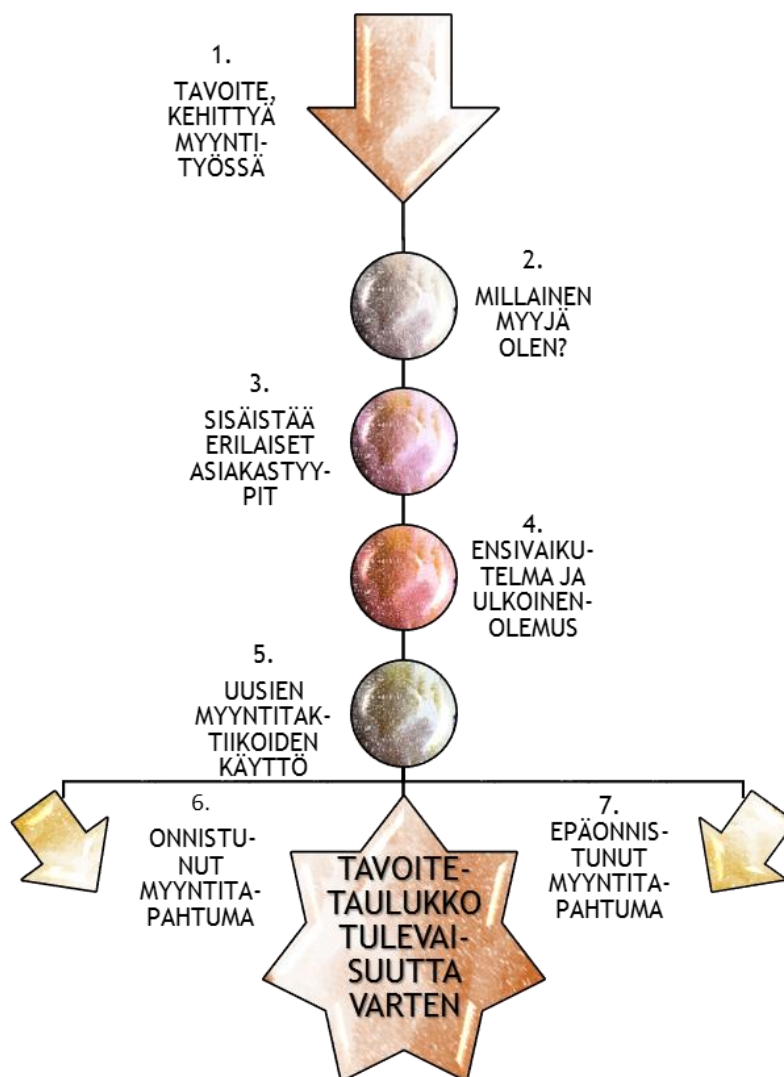 1.
TAVOITE,
KEHITTYÄ
MYYNTI-
TYÖSSÄ
2.
MILLAINEN
MYYJÄ
OLEN?
3.
SISÄISTÄÄ
ERILAISET
ASIAKASTYY-
PIT
4.
ENSIVAIKU-
TELMA JA
ULKOINEN-
OLEMUS
5.
UUSIEN
MYYNTITAK-
TIIKOIDEN
KÄYTTÖ
6.
ONNISTU-
NUT
MYYNTITA-
PAHTUMA
7.
EPÄONNIS-
TUNUT
MYYNTITA-
PAHTUMA
TAVOITE-
TAULUKKO
TULEVAI-
SUUTTA
VARTEN